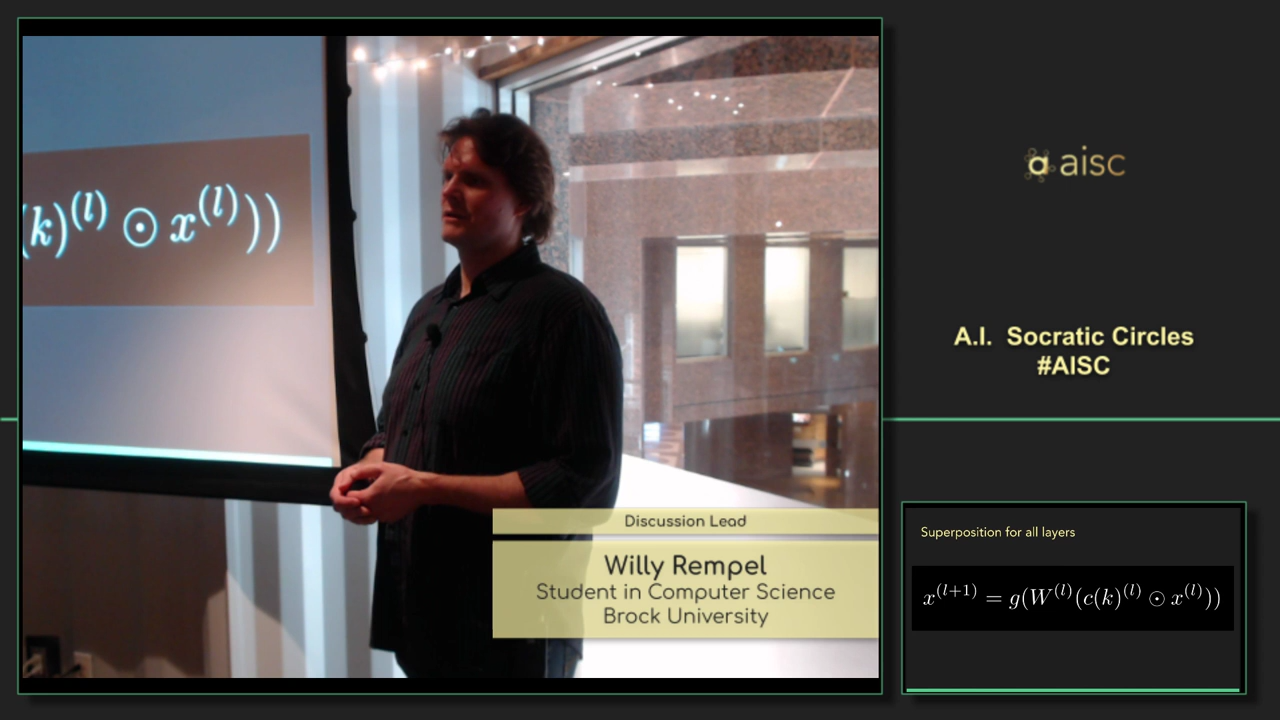 (k)^{(l)} ⊙ x^{(l)}))
Discussion Lead
Willy Rempel
Student in Computer Science
Brock University
a aisc
A.I. Socratic Circles
#AISC
Superposition for all layers
x^{(l+1)} = g(W^{(l)}(c(k)^{(l)} ⊙ x^{(l)}))